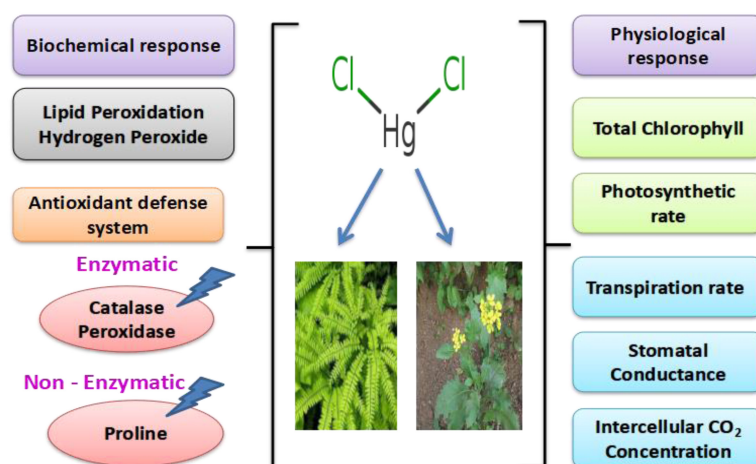 Biochemical response
Lipid Peroxidation
Hydrogen Peroxide
Antioxidant defense
system
Enzymatic
Catalase
Peroxidase
Non - Enzymatic
Proline
Cl
Cl
Hg
Physiological
response
Total Chlorophyll
Photosynthetic
rate
Transpiration rate
Stomatal
Conductance
Intercellular CO₂
Concentration